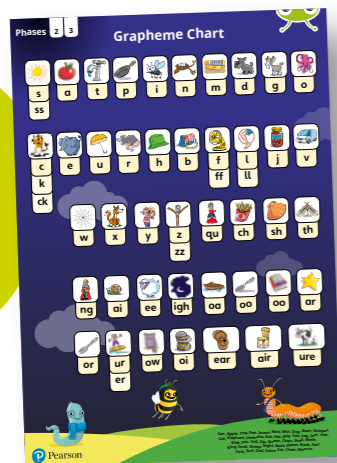 Phases 2 3
Grapheme Chart
s a t p i n m d g o
ss
c e u r h b f l j v
k ff ll
ck
w x y z qu ch sh th
zz
ng ai ee igh oa oo oo ar
or ur ow oi ear air ure
er
Pearson